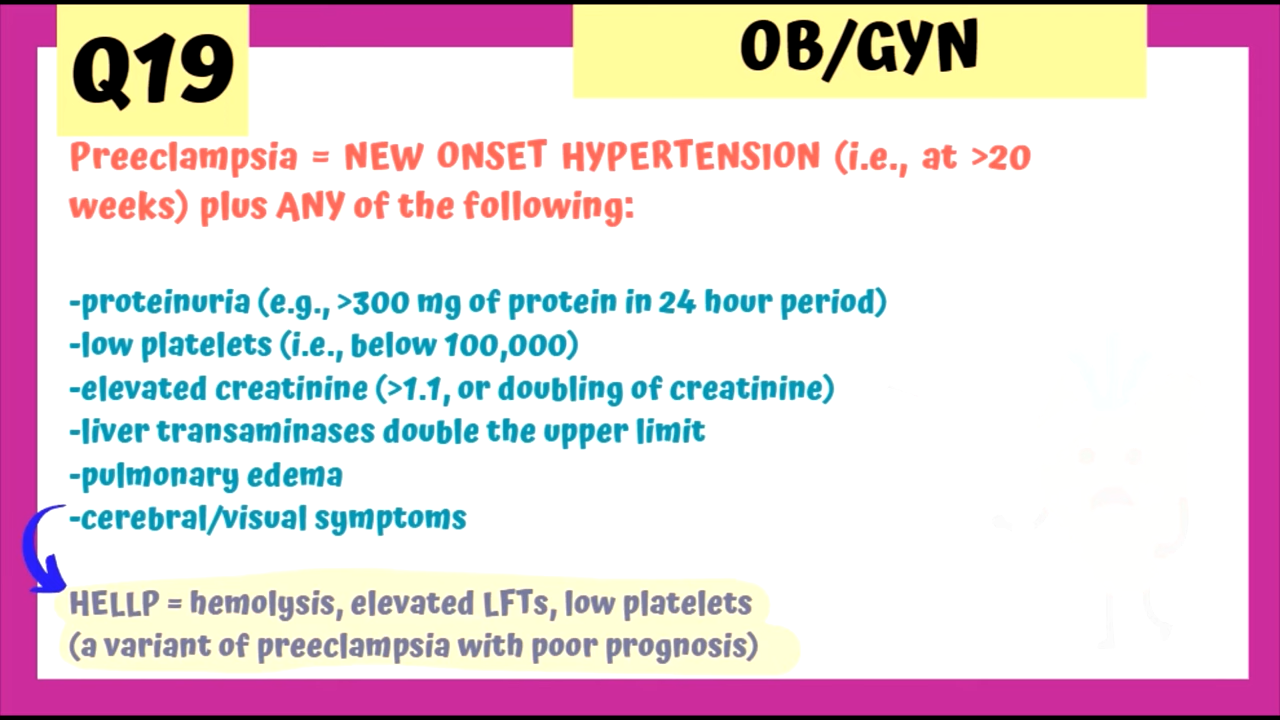 Q19
OB/GYN
Preeclampsia = NEW ONSET HYPERTENSION (i.e., at >20
weeks) plus ANY of the following:
-proteinuria (e.g., >300 mg of protein in 24 hour period)
-low platelets (i.e., below 100,000)
-elevated creatinine (>1.1, or doubling of creatinine)
-liver transaminases double the upper limit
-pulmonary edema
-cerebral/visual symptoms
HELLP = hemolysis, elevated LFTs, low platelets
(a variant of preeclampsia with poor prognosis)